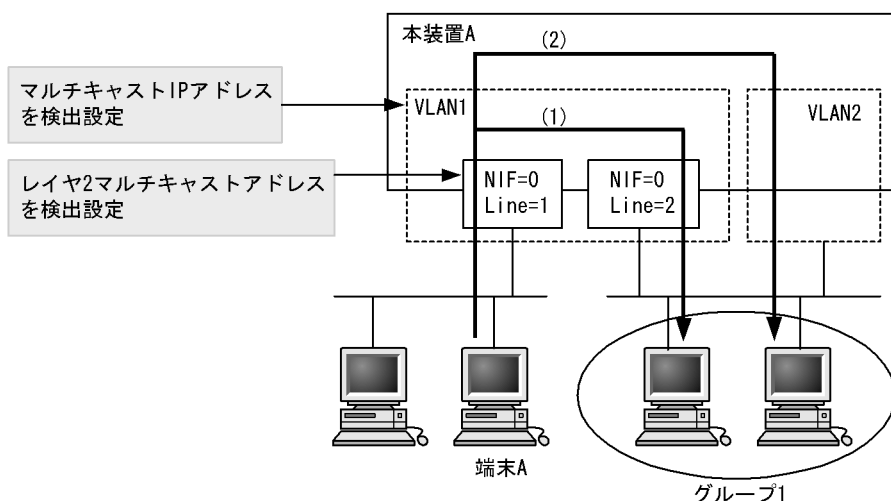 本装置A
(2)
マルチキャストIPアドレス
を検出設定
VLAN1
(1)
VLAN2
レイヤ2マルチキャストアドレス
を検出設定
NIF=0
Line=1
NIF=0
Line=2
端末A
グループ1